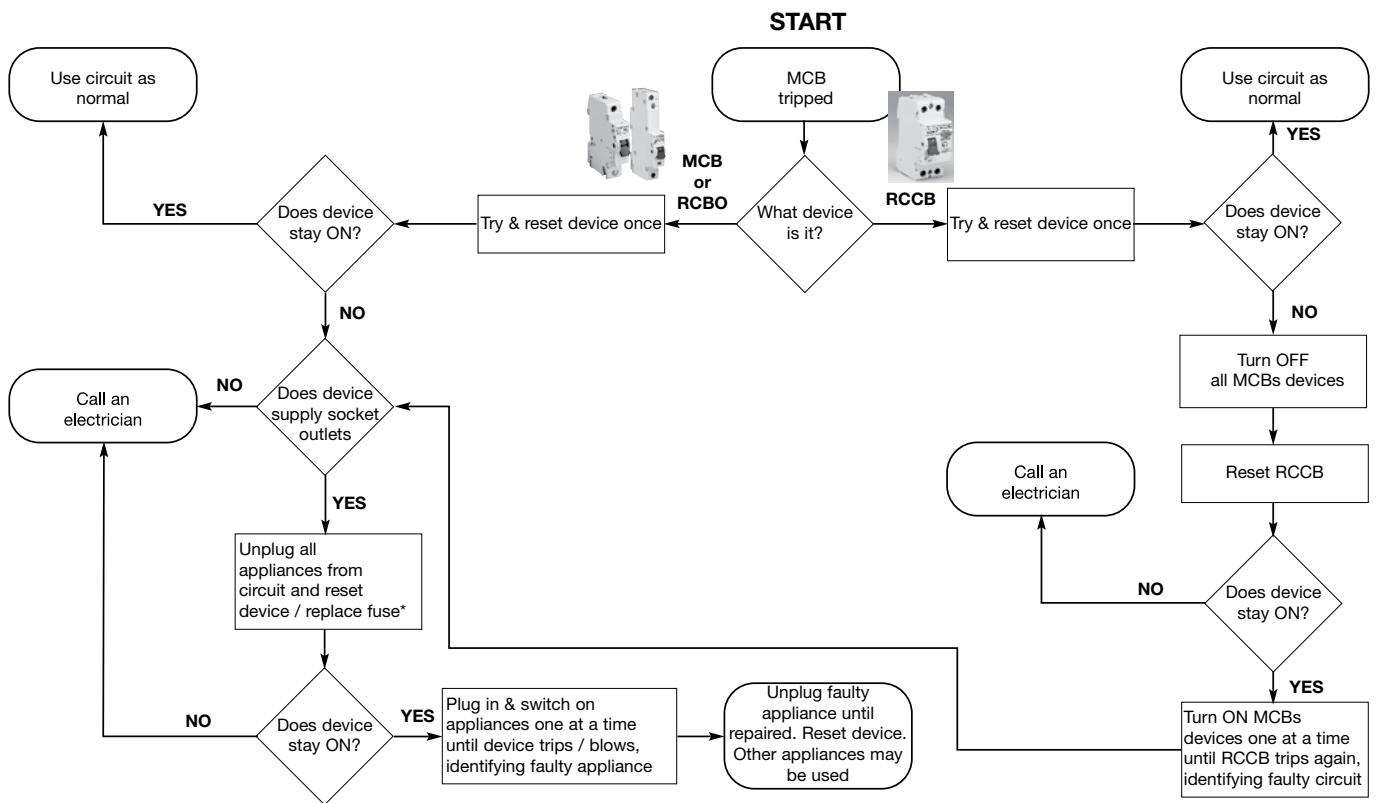 START
Use circuit as
normal
MCB
tripped
Use circuit as
normal
YES
MCB
or
RCBO
RCCB
YES
Does device
stay ON?
Try & reset device once
What device
is it?
Try & reset device once
Does device
stay ON?
NO
NO
Turn OFF
all MCBs devices
Call an
electrician
NO
Does device
supply socket
outlets
Call an
electrician
Reset RCCB
YES
Unplug all
appliances from
circuit and reset
device / replace fuse*
NO
Does device
stay ON?
YES
NO
Does device
stay ON?
YES
Plug in & switch on
appliances one at a time
until device trips / blows,
identifying faulty appliance
Unplug faulty
appliance until
repaired. Reset device.
Other appliances may
be used
Turn ON MCBs
devices one at a time
until RCCB trips again,
identifying faulty circuit